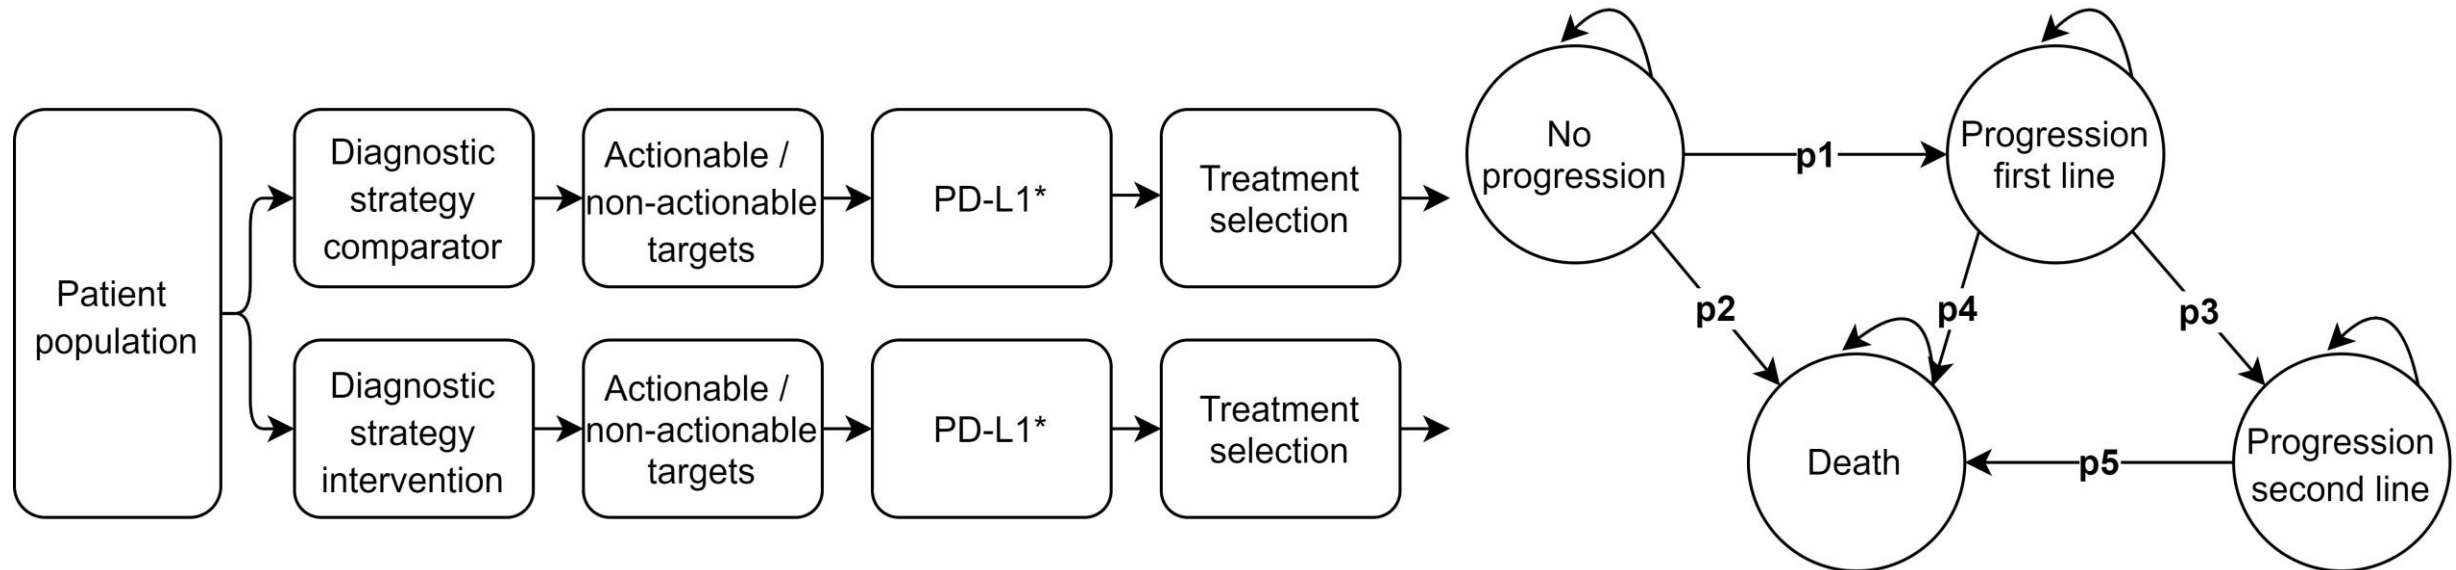 Patient
population
Diagnostic
strategy
comparator
Actionable /
non-actionable
targets
PD-L1*
Treatment
selection
Diagnostic
strategy
intervention
Actionable /
non-actionable
targets
PD-L1*
Treatment
selection
No
progression
p1
Progression
first line
p2
p4
p3
Death
p5
Progression
second line